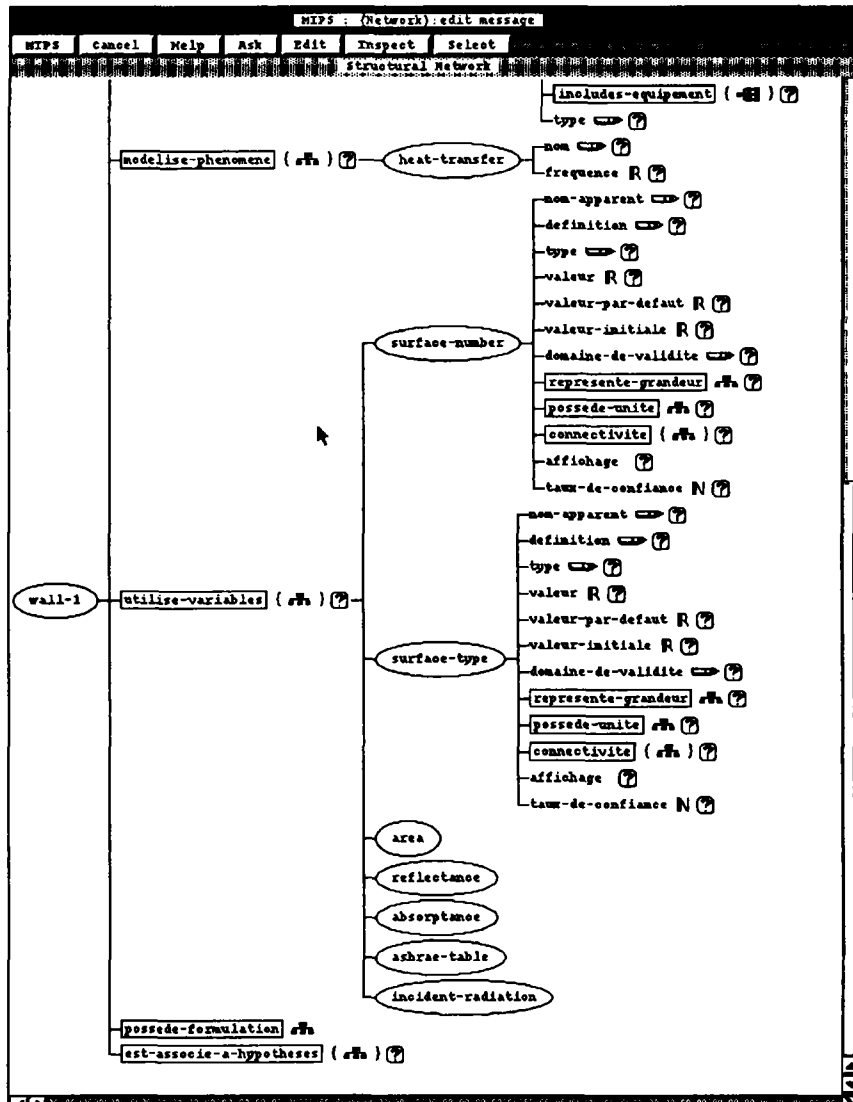 MIPS : {Network}:edit message
MIPS Cancel Help Ask Edit Inspect Select
Structural Network
includes-equipement { } ?
type ?
modelise-phenomene { } ? heat-transfer
nom ?
frequence R ?
nom-apparent ?
definition ?
type ?
valeur R ?
valeur-par-defaut R ?
valeur-initiale R ?
surface-number
domaine-de-validite ?
represente-grandeur ?
possede-unite ?
connectivite { } ?
affichage ?
taux-de-confiance N ?
nom-apparent ?
definition ?
type ?
wall-1 utilise-variables { } ?
valeur R ?
valeur-par-defaut R ?
valeur-initiale R ?
surface-type
domaine-de-validite ?
represente-grandeur ?
possede-unite ?
connectivite { } ?
affichage ?
taux-de-confiance N ?
area
reflectance
absorptance
ashrae-table
incident-radiation
possede-formulation
est-associe-a-hypotheses { } ?